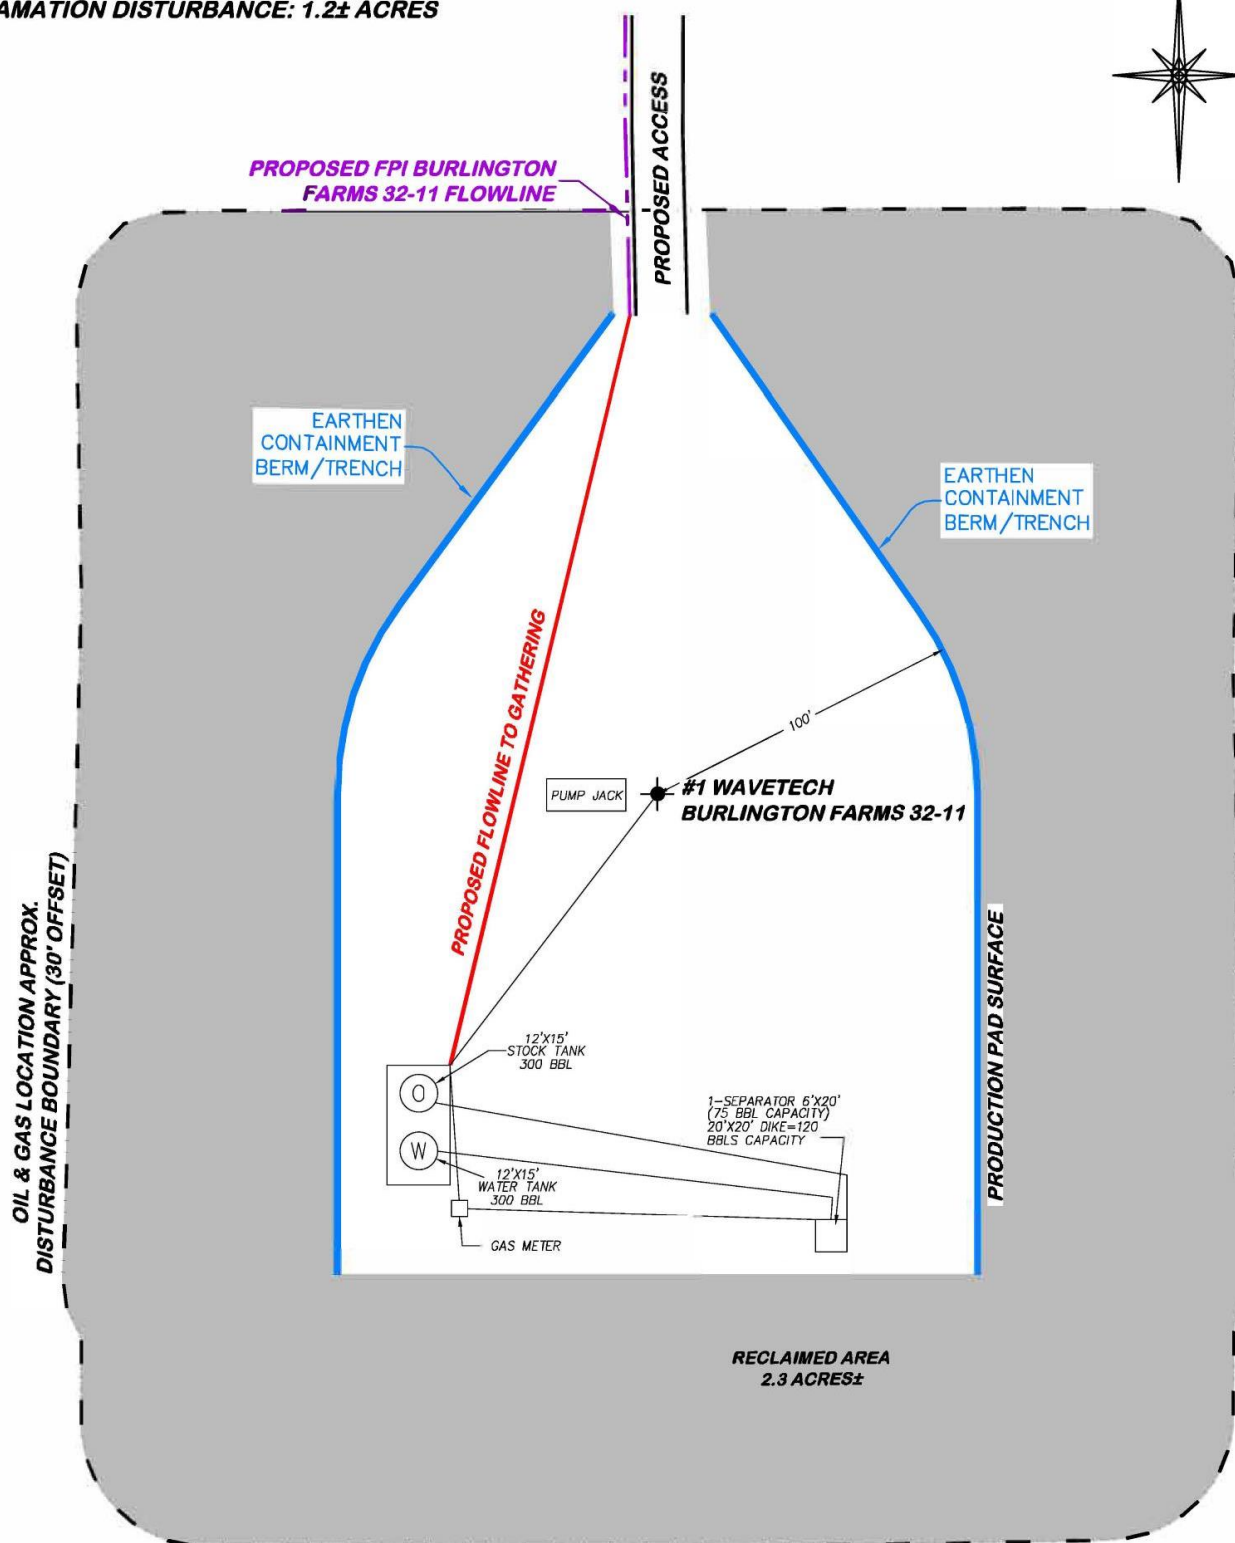 AMATION DISTURBANCE: 1.2± ACRES
PROPOSED ACCESS
PROPOSED FPI BURLINGTON
FARMS 32-11 FLOWLINE
EARTHEN
CONTAINMENT
BERM/TRENCH
EARTHEN
CONTAINMENT
BERM/TRENCH
PROPOSED FLOWLINE TO GATHERING
100'
PUMP JACK
#1 WAVETECH
BURLINGTON FARMS 32-11
OIL & GAS LOCATION APPROX.
DISTURBANCE BOUNDARY (30' OFFSET)
PRODUCTION PAD SURFACE
12'X15'
STOCK TANK
300 BBL
O
W
1-SEPARATOR 6'X20'
(75 BBL CAPACITY)
20'X20' DIKE=120
BBLS CAPACITY
12'X15'
WATER TANK
300 BBL
GAS METER
RECLAIMED AREA
2.3 ACRES±